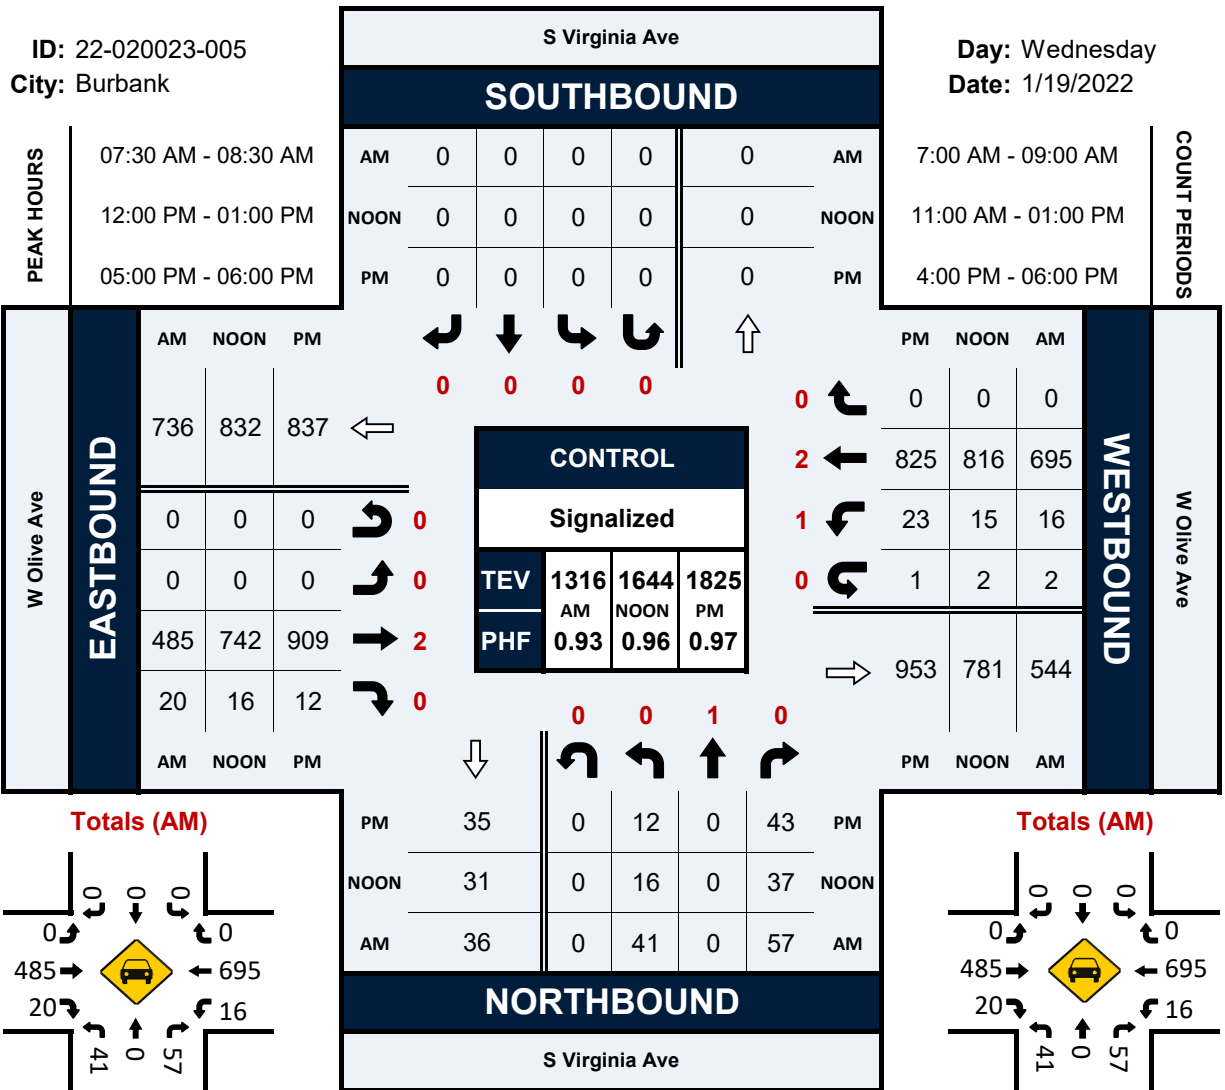 S Virginia Ave
ID: 22-020023-005
Day: Wednesday
City: Burbank
Date: 1/19/2022
SOUTHBOUND
PEAK HOURS
07:30 AM - 08:30 AM
AM 0 0 0 0 0 AM
7:00 AM - 09:00 AM
COUNT PERIODS
12:00 PM - 01:00 PM
NOON 0 0 0 0 0 NOON
11:00 AM - 01:00 PM
05:00 PM - 06:00 PM
PM 0 0 0 0 0 PM
4:00 PM - 06:00 PM
0 0 0 0
W Olive Ave
EASTBOUND
AM NOON PM
736 832 837
0 0 0 0
0 0 0 0
485 742 909 2
20 16 12 0
AM NOON PM
CONTROL
Signalized
TEV 1316 1644 1825
AM NOON PM
PHF 0.93 0.96 0.97
PM NOON AM
0 0 0 0
2 825 816 695
1 23 15 16
0 1 2 2
953 781 544
PM NOON AM
WESTBOUND
W Olive Ave
0 0 1 0
PM 35 0 12 0 43 PM
NOON 31 0 16 0 37 NOON
AM 36 0 41 0 57 AM
NORTHBOUND
S Virginia Ave
Totals (AM)
0 0 0
0 0
485 695
20 16
41 0 57
Totals (AM)
0 0 0
0 0
485 695
20 16
41 0 57